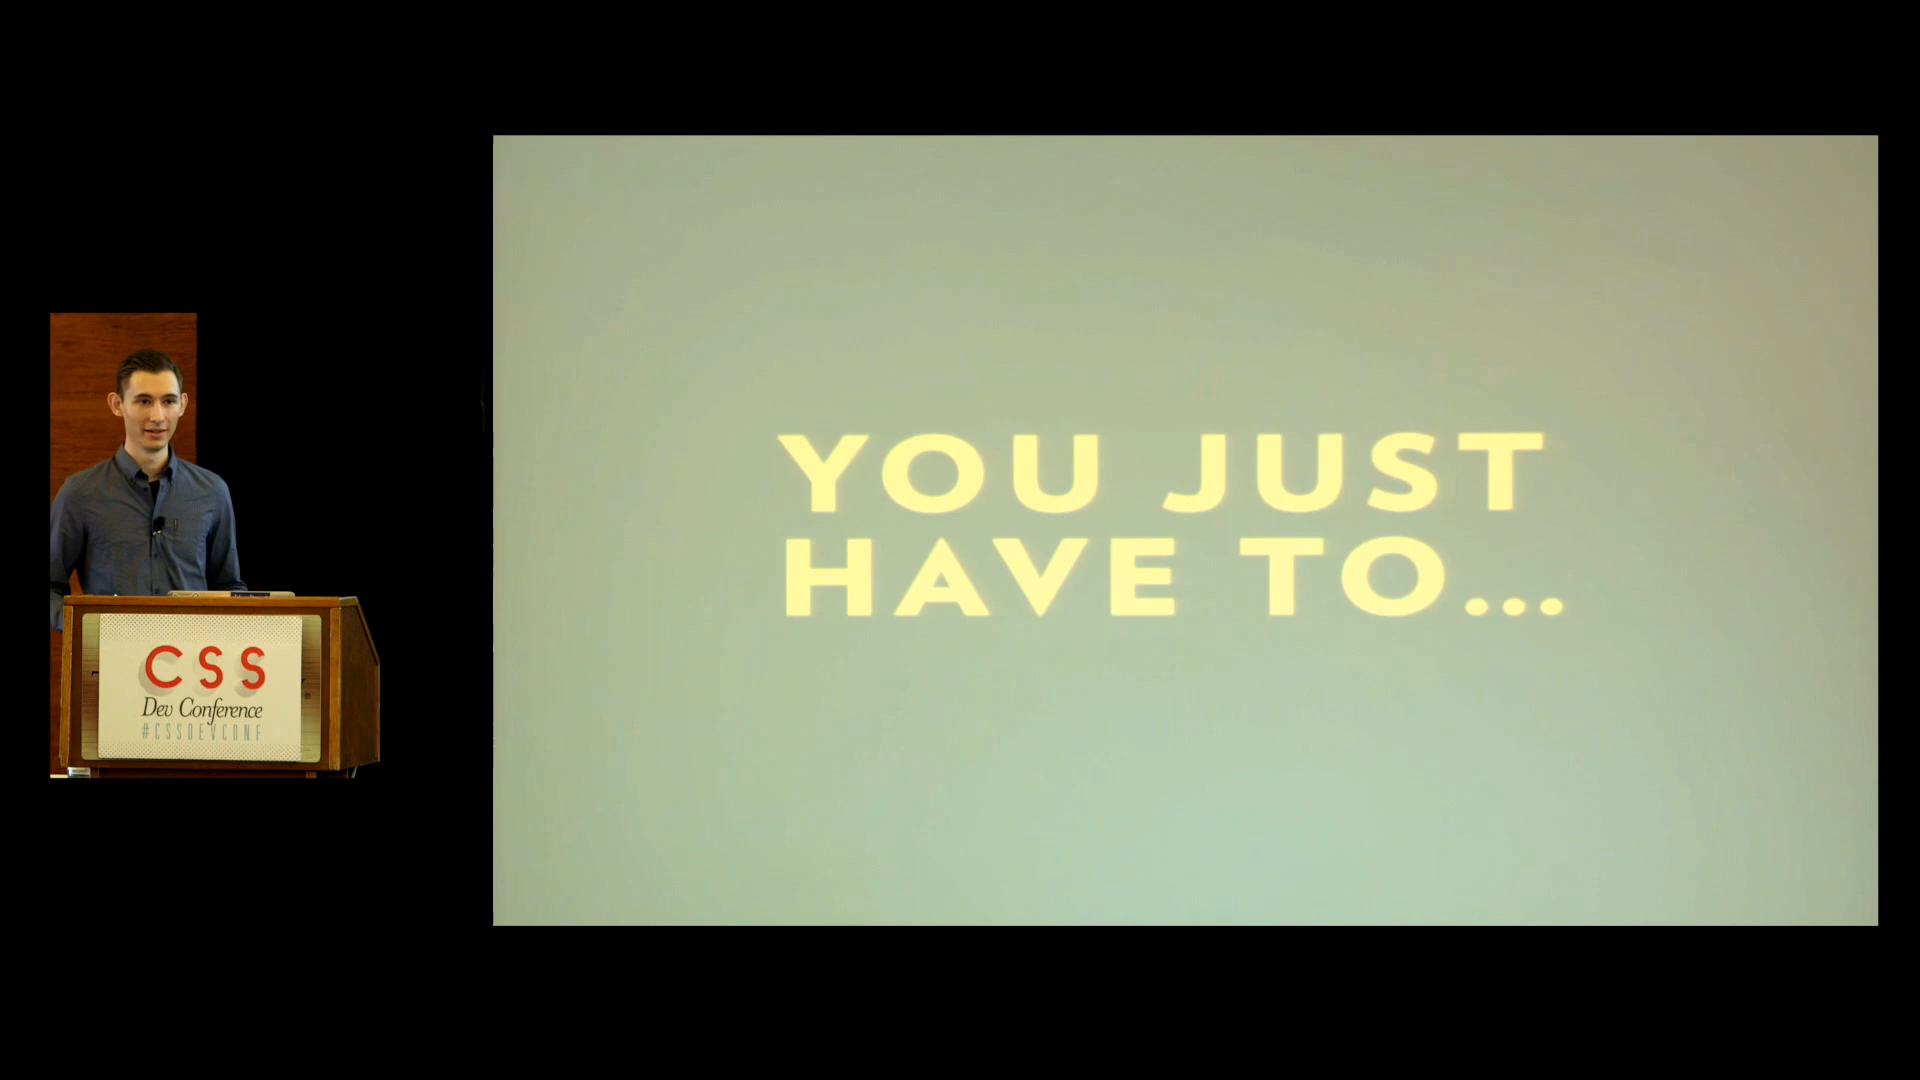 YOU JUST
HAVE TO...
CSS
Dev Conference
#CSSDEVCONF